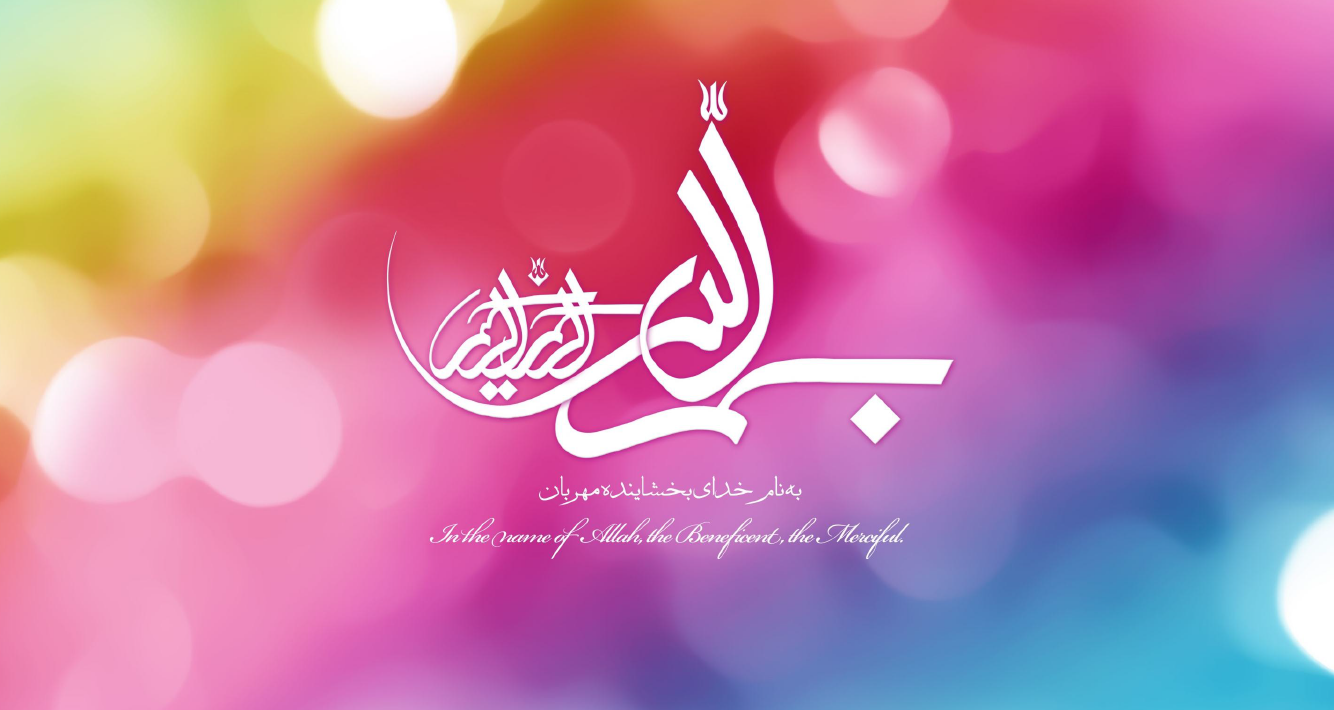 بسم الله الرحمن الرحیم
به نام خدای بخشاینده مهربان
In the name of Allah, the Beneficent, the Merciful.